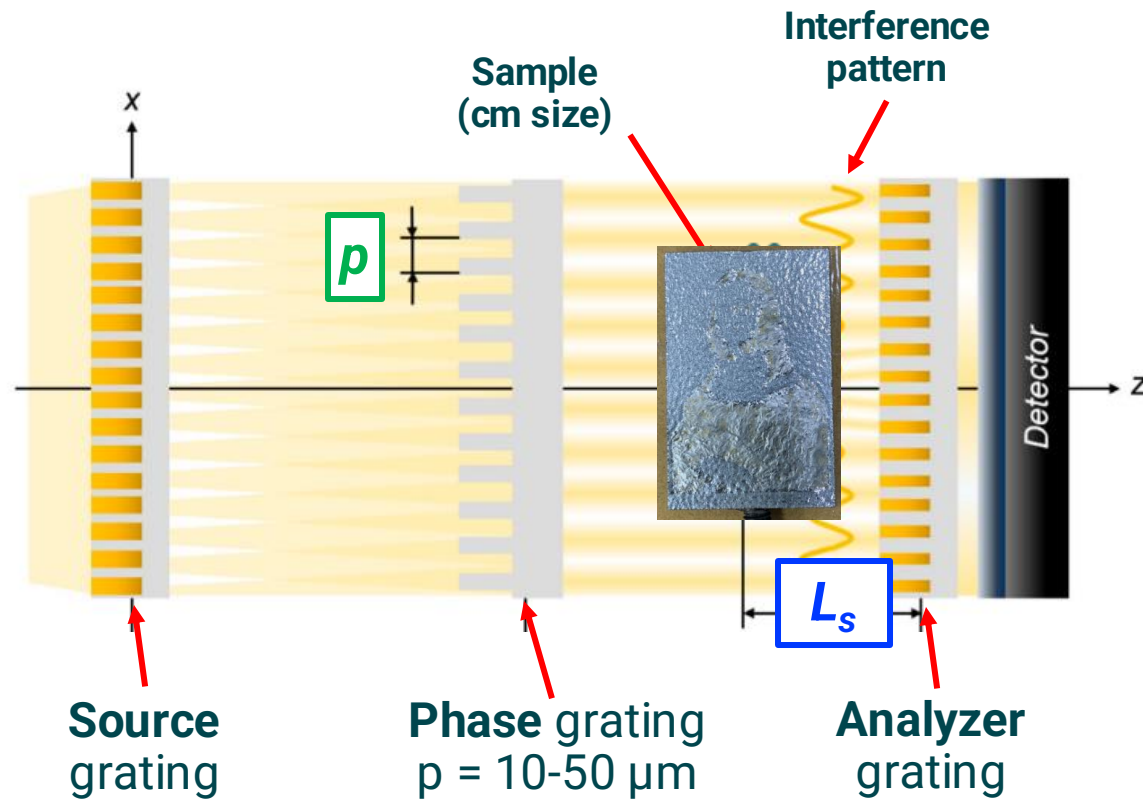 Interference
pattern
Sample
(cm size)
x
p
z
Detector
Ls
Source
grating
Phase grating
p = 10-50 μm
Analyzer
grating